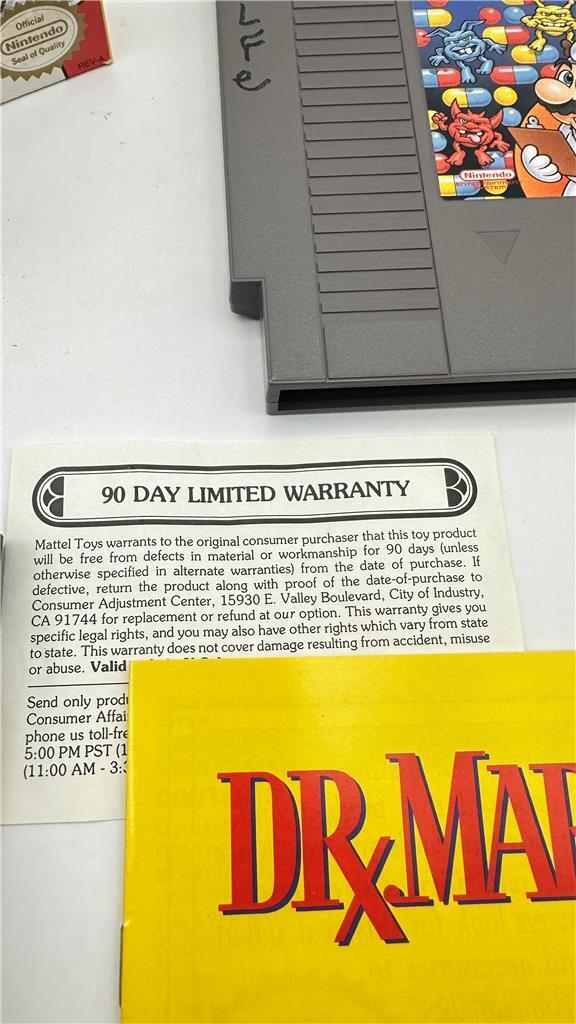 Official
Nintendo
Seal of Quality
REV-A
Nintendo
ENTERTAINMENT
SYSTEM
90 DAY LIMITED WARRANTY
Mattel Toys warrants to the original consumer purchaser that this toy product
will be free from defects in material or workmanship for 90 days (unless
otherwise specified in alternate warranties) from the date of purchase. If
defective, return the product along with proof of the date-of-purchase to
Consumer Adjustment Center, 15930 E. Valley Boulevard, City of Industry,
CA 91744 for replacement or refund at our option. This warranty gives you
specific legal rights, and you may also have other rights which vary from state
to state. This warranty does not cover damage resulting from accident, misuse
or abuse. Valid
Send only produ
Consumer Affai
phone us toll-fre
5:00 PM PST (1
(11:00 AM - 3:3
DR. MAR